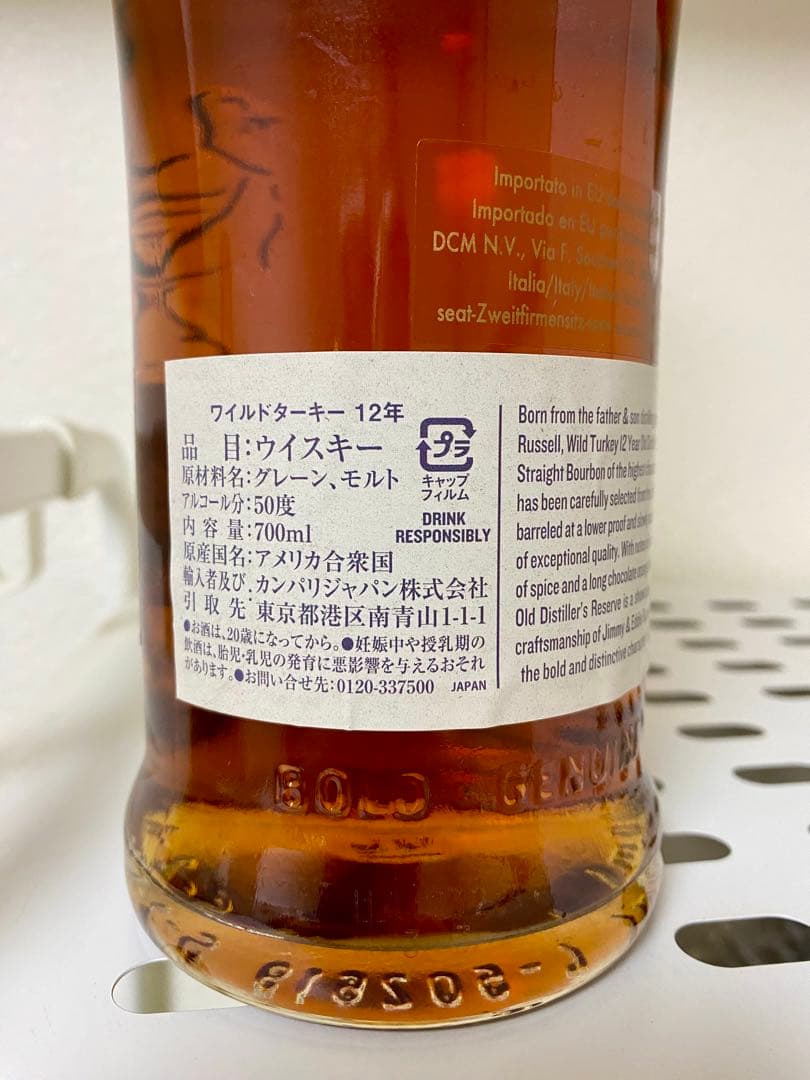 Importato in EU
Importado en EU
DCM N.V., Via F.
Italia/Italy/
seat-Zweitfirmensitz-
ワイルドターキー 12年
品 目:ウイスキー
原材料名:グレーン、モルト
アルコール分:50度
内 容 量:700ml
原産国名:アメリカ合衆国
輸入者及び:カンパリジャパン株式会社
引 取 先:東京都港区南青山1-1-1
●お酒は、20歳になってから。●妊娠中や授乳期の
飲酒は、胎児・乳児の発育に悪影響を与えるおそれ
があります。●お問い合せ先:0120-337500 JAPAN
プラ
キャップ
フィルム
DRINK
RESPONSIBLY
Born from the father & son
Russell, Wild Turkey 12 Year Old
Straight Bourbon of the highest
has been carefully selected from
barreled at a lower proof and slowly
of exceptional quality. With
of spice and a long chocolate
Old Distiller's Reserve is a
craftsmanship of Jimmy & Eddie
the bold and distinctive
BOLD GENUINE